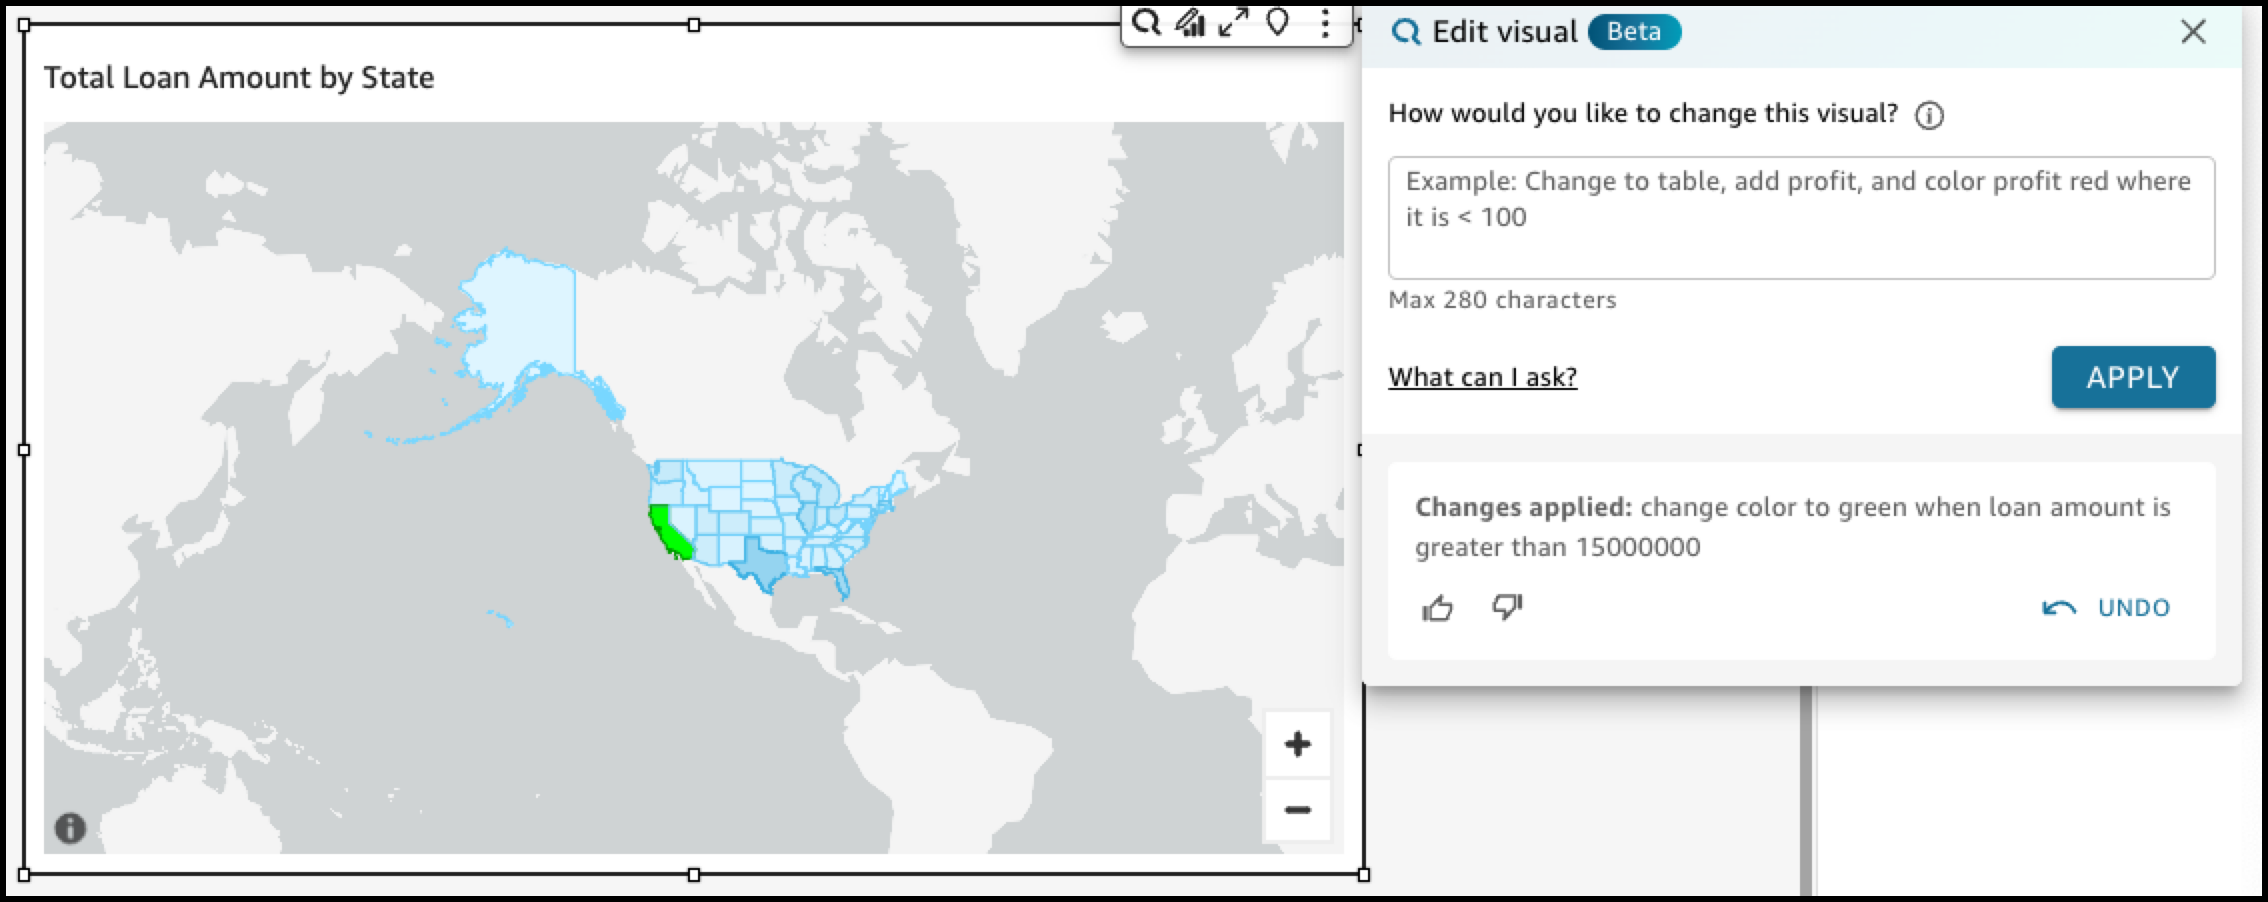 Total Loan Amount by State
Edit visual Beta
How would you like to change this visual?
Example: Change to table, add profit, and color profit red where
it is < 100
Max 280 characters
What can I ask?
APPLY
Changes applied: change color to green when loan amount is
greater than 15000000
UNDO